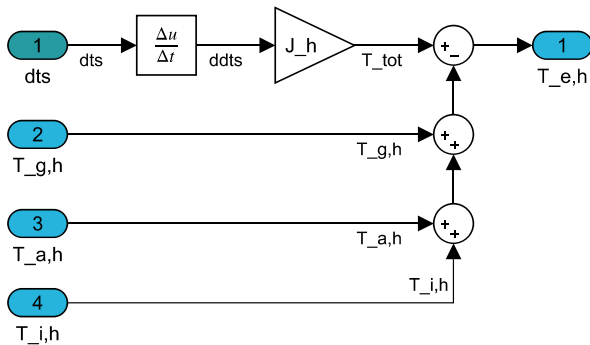 1
dts
dts
Δu
Δt
ddts
J_h
T_tot
+
−
1
T_e,h
2
T_g,h
T_g,h
+
+
3
T_a,h
T_a,h
+
+
4
T_i,h
T_i,h